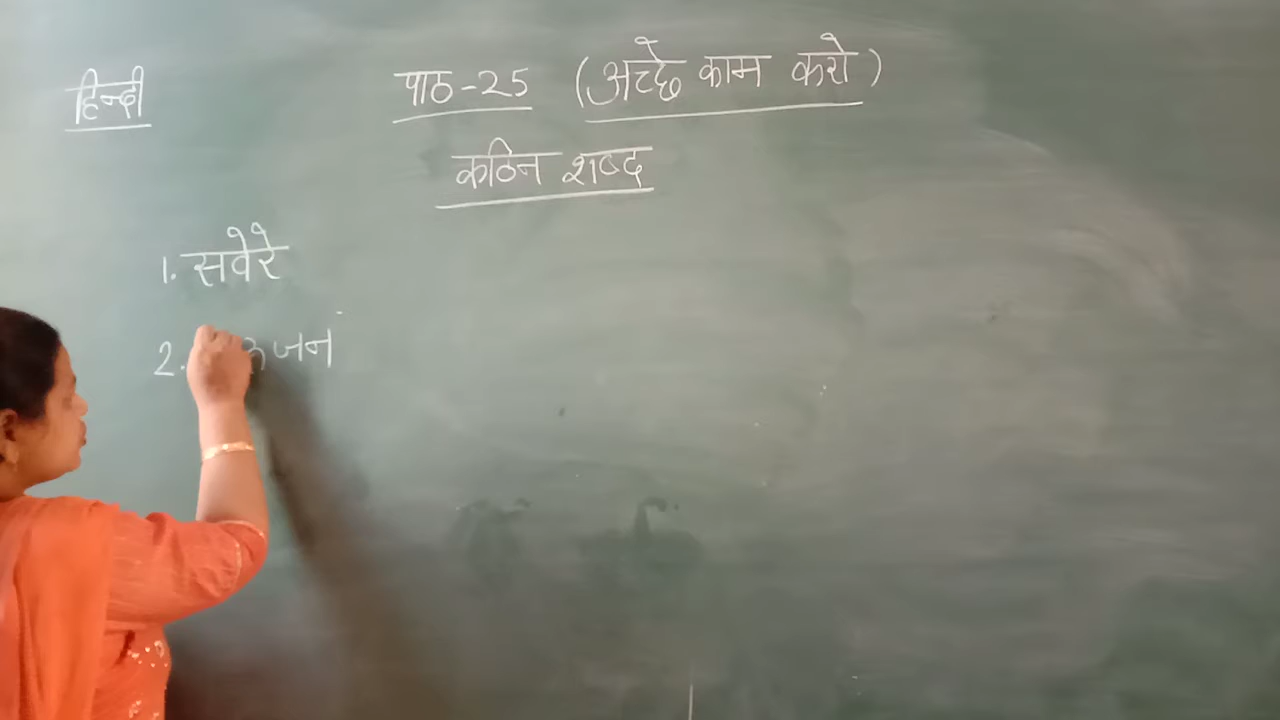 हिन्दी
पाठ-25 (अच्छे काम करो)
कठिन शब्द
1. सवेरे
2.